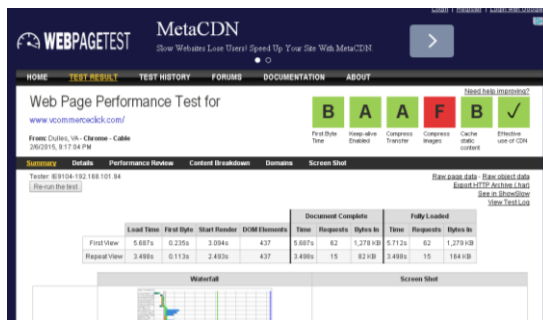 Login | Register | Login with Google
WEBPAGETEST
MetaCDN
Slow Websites Lose Users! Speed Up Your Site With MetaCDN.
HOME TEST RESULT TEST HISTORY FORUMS DOCUMENTATION ABOUT
Need help improving?
Web Page Performance Test for
www.vcommerceclick.com/
From: Dulles, VA - Chrome - Cable
2/6/2015, 9:17:04 PM
B A A F B ✓
First Byte Time
Keep-alive Enabled
Compress Transfer
Compress Images
Cache static content
Effective use of CDN
Summary Details Performance Review Content Breakdown Domains Screen Shot
Tester: IE9104-192.168.101.94
Re-run the test
Raw page data - Raw object data
Export HTTP Archive (.har)
See in ShowSlow
View Test Log
Document Complete Fully Loaded
Load Time First Byte Start Render DOM Elements Time Requests Bytes In Time Requests Bytes In
First View 5.687s 0.235s 3.094s 437 5.687s 62 1,278 KB 5.712s 62 1,279 KB
Repeat View 3.498s 0.113s 2.493s 437 3.498s 15 82 KB 3.498s 15 184 KB
Waterfall Screen Shot